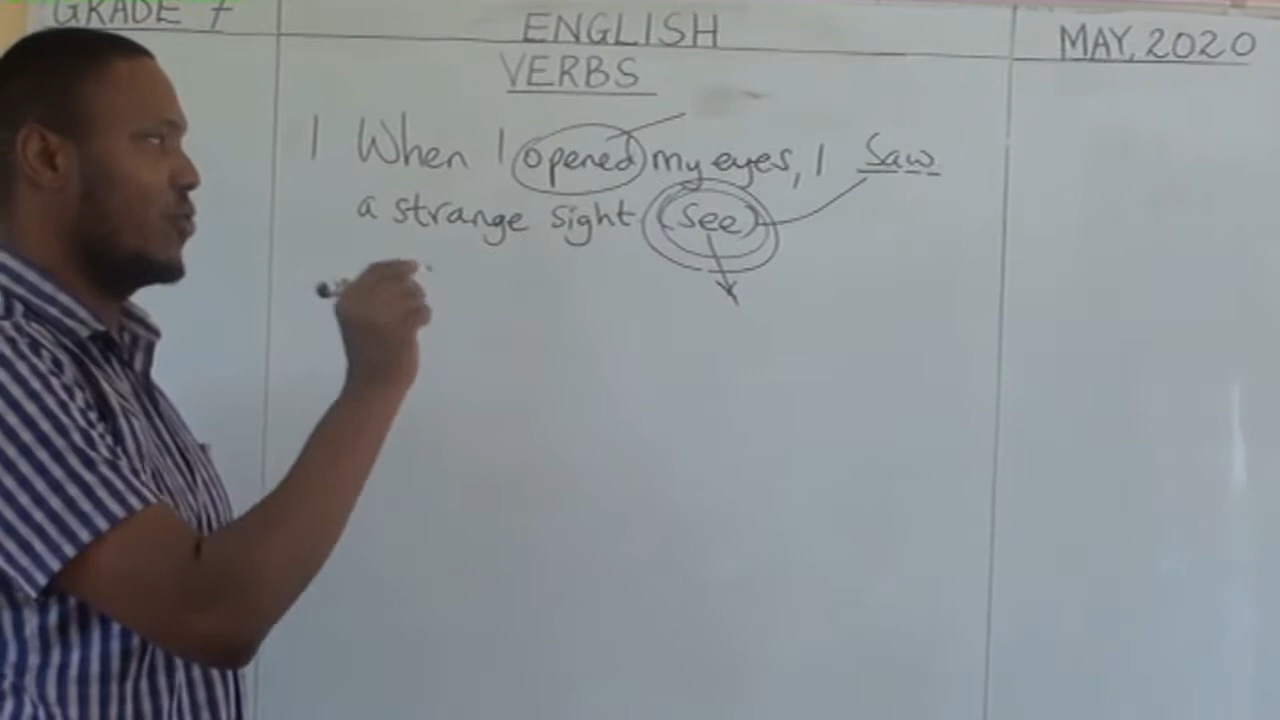 GRADE 7
ENGLISH
MAY, 2020
VERBS
1 When I opened my eyes, I Saw
a strange sight (see)